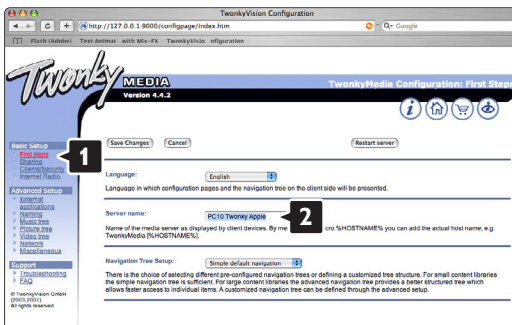 TwonkyVision Configuration
http://127.0.0.1:9000/configpage/index.htm
Google
Flash (Adobe) Text Animat with Mix-FX TwonkyVisio...nfiguration
Twonky
MEDIA
Version 4.4.2
TwonkyMedia Configuration: First Steps
Basic Setup
First steps
Sharing
Clients/Security
Internet Radio
Advanced Setup
External
applications
Naming
Music tree
Picture tree
Video tree
Network
Miscellaneous
Support
Troubleshooting
FAQ
© TwonkyVision GmbH
(2003,2007)
All rights reserved
1
Save Changes Cancel Restart server
Language: English
Language in which configuration pages and the navigation tree on the client side will be presented.
Server name: PC10 Twonky Apple
2
Name of the media server as displayed by client devices. By me cro %HOSTNAME% you can add the actual host name, e.g.
TwonkyMedia [%HOSTNAME%].
Navigation Tree Setup: Simple default navigation
There is the choice of selecting different pre-configured navigation trees or defining a customized tree structure. For small content libraries
the simple navigation tree is sufficient. For large content libraries the advanced navigation tree provides a better structured tree which
allows faster access to individual items. A customized navigation tree can be defined through the advanced setup.